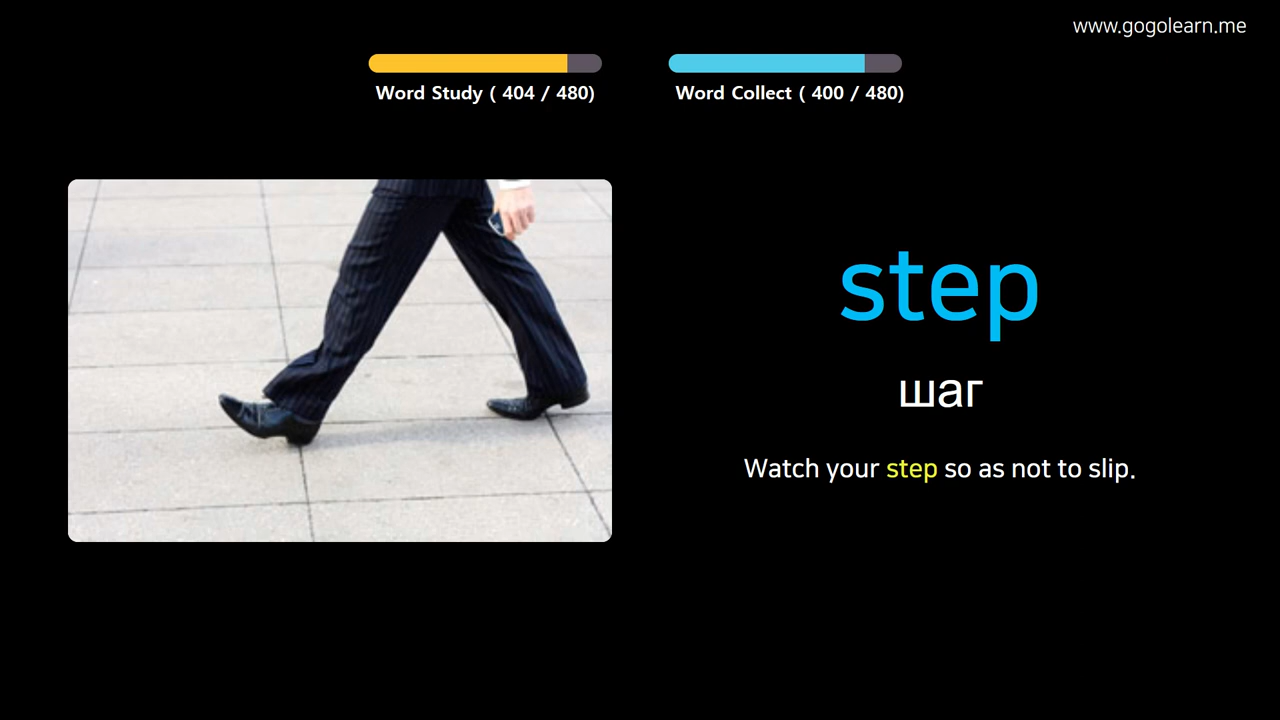 www.gogolearn.me
Word Study ( 404 / 480)
Word Collect ( 400 / 480)
step
шаг
Watch your step so as not to slip.